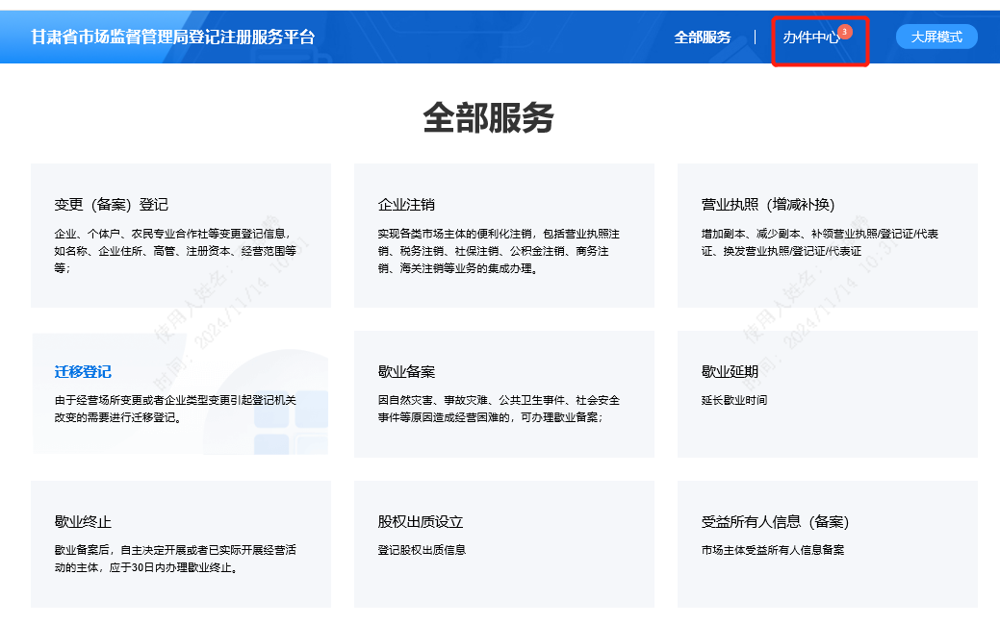 甘肃省市场监督管理局登记注册服务平台
全部服务
办件中心
3
大屏模式
全部服务
变更（备案）登记
企业、个体户、农民专业合作社等变更登记信息，
如名称、企业住所、高管、注册资本、经营范围等
等；
企业注销
实现各类市场主体的便利化注销，包括营业执照注
销、税务注销、社保注销、公积金注销、商务注
销、海关注销等业务的集成办理。
营业执照（增减补换）
增加副本、减少副本、补领营业执照/登记证/代表
证、换发营业执照/登记证/代表证
使用人姓名：
时间：2024/11/14 10:31
使用人姓名：
时间：2024/11/14 10:31
迁移登记
由于经营场所变更或者企业类型变更引起登记机关
改变的需要进行迁移登记。
歇业备案
因自然灾害、事故灾难、公共卫生事件、社会安全
事件等原因造成经营困难的，可办理歇业备案；
歇业延期
延长歇业时间
歇业终止
歇业备案后，自主决定开展或者已实际开展经营活
动的主体，应于30日内办理歇业终止。
股权出质设立
登记股权出质信息
受益所有人信息（备案）
市场主体受益所有人信息备案